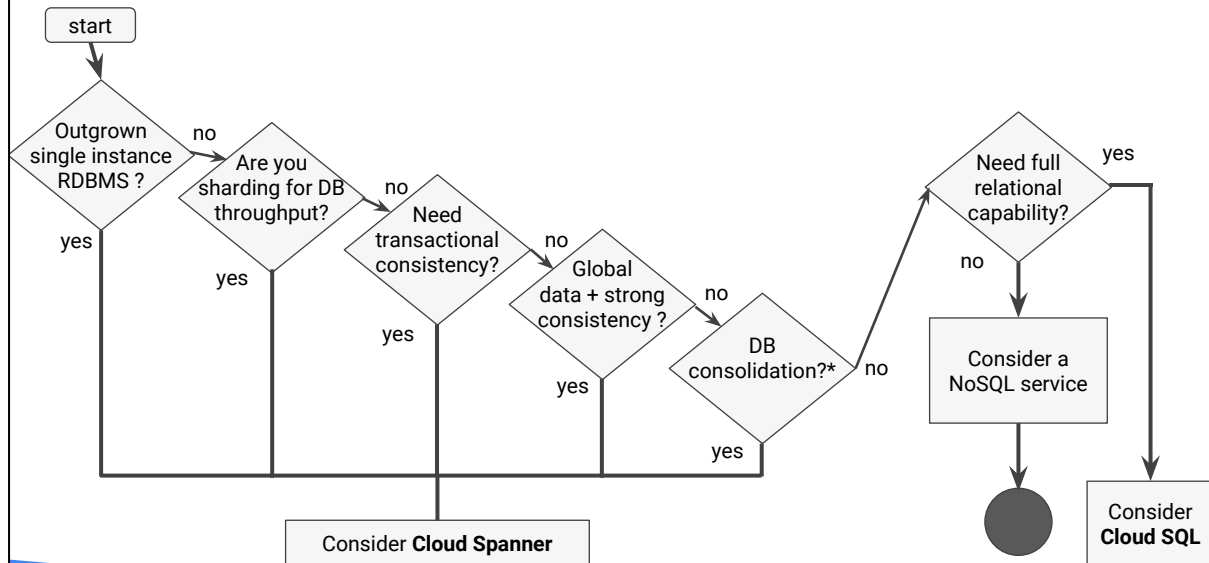 start
Outgrown
single instance
RDBMS ?
no
yes
Are you
sharding for DB
throughput?
no
yes
Need
transactional
consistency?
no
yes
Global
data + strong
consistency ?
no
yes
DB
consolidation?*
no
yes
Need full
relational
capability?
yes
no
Consider a
NoSQL service
Consider
Cloud SQL
Consider Cloud Spanner